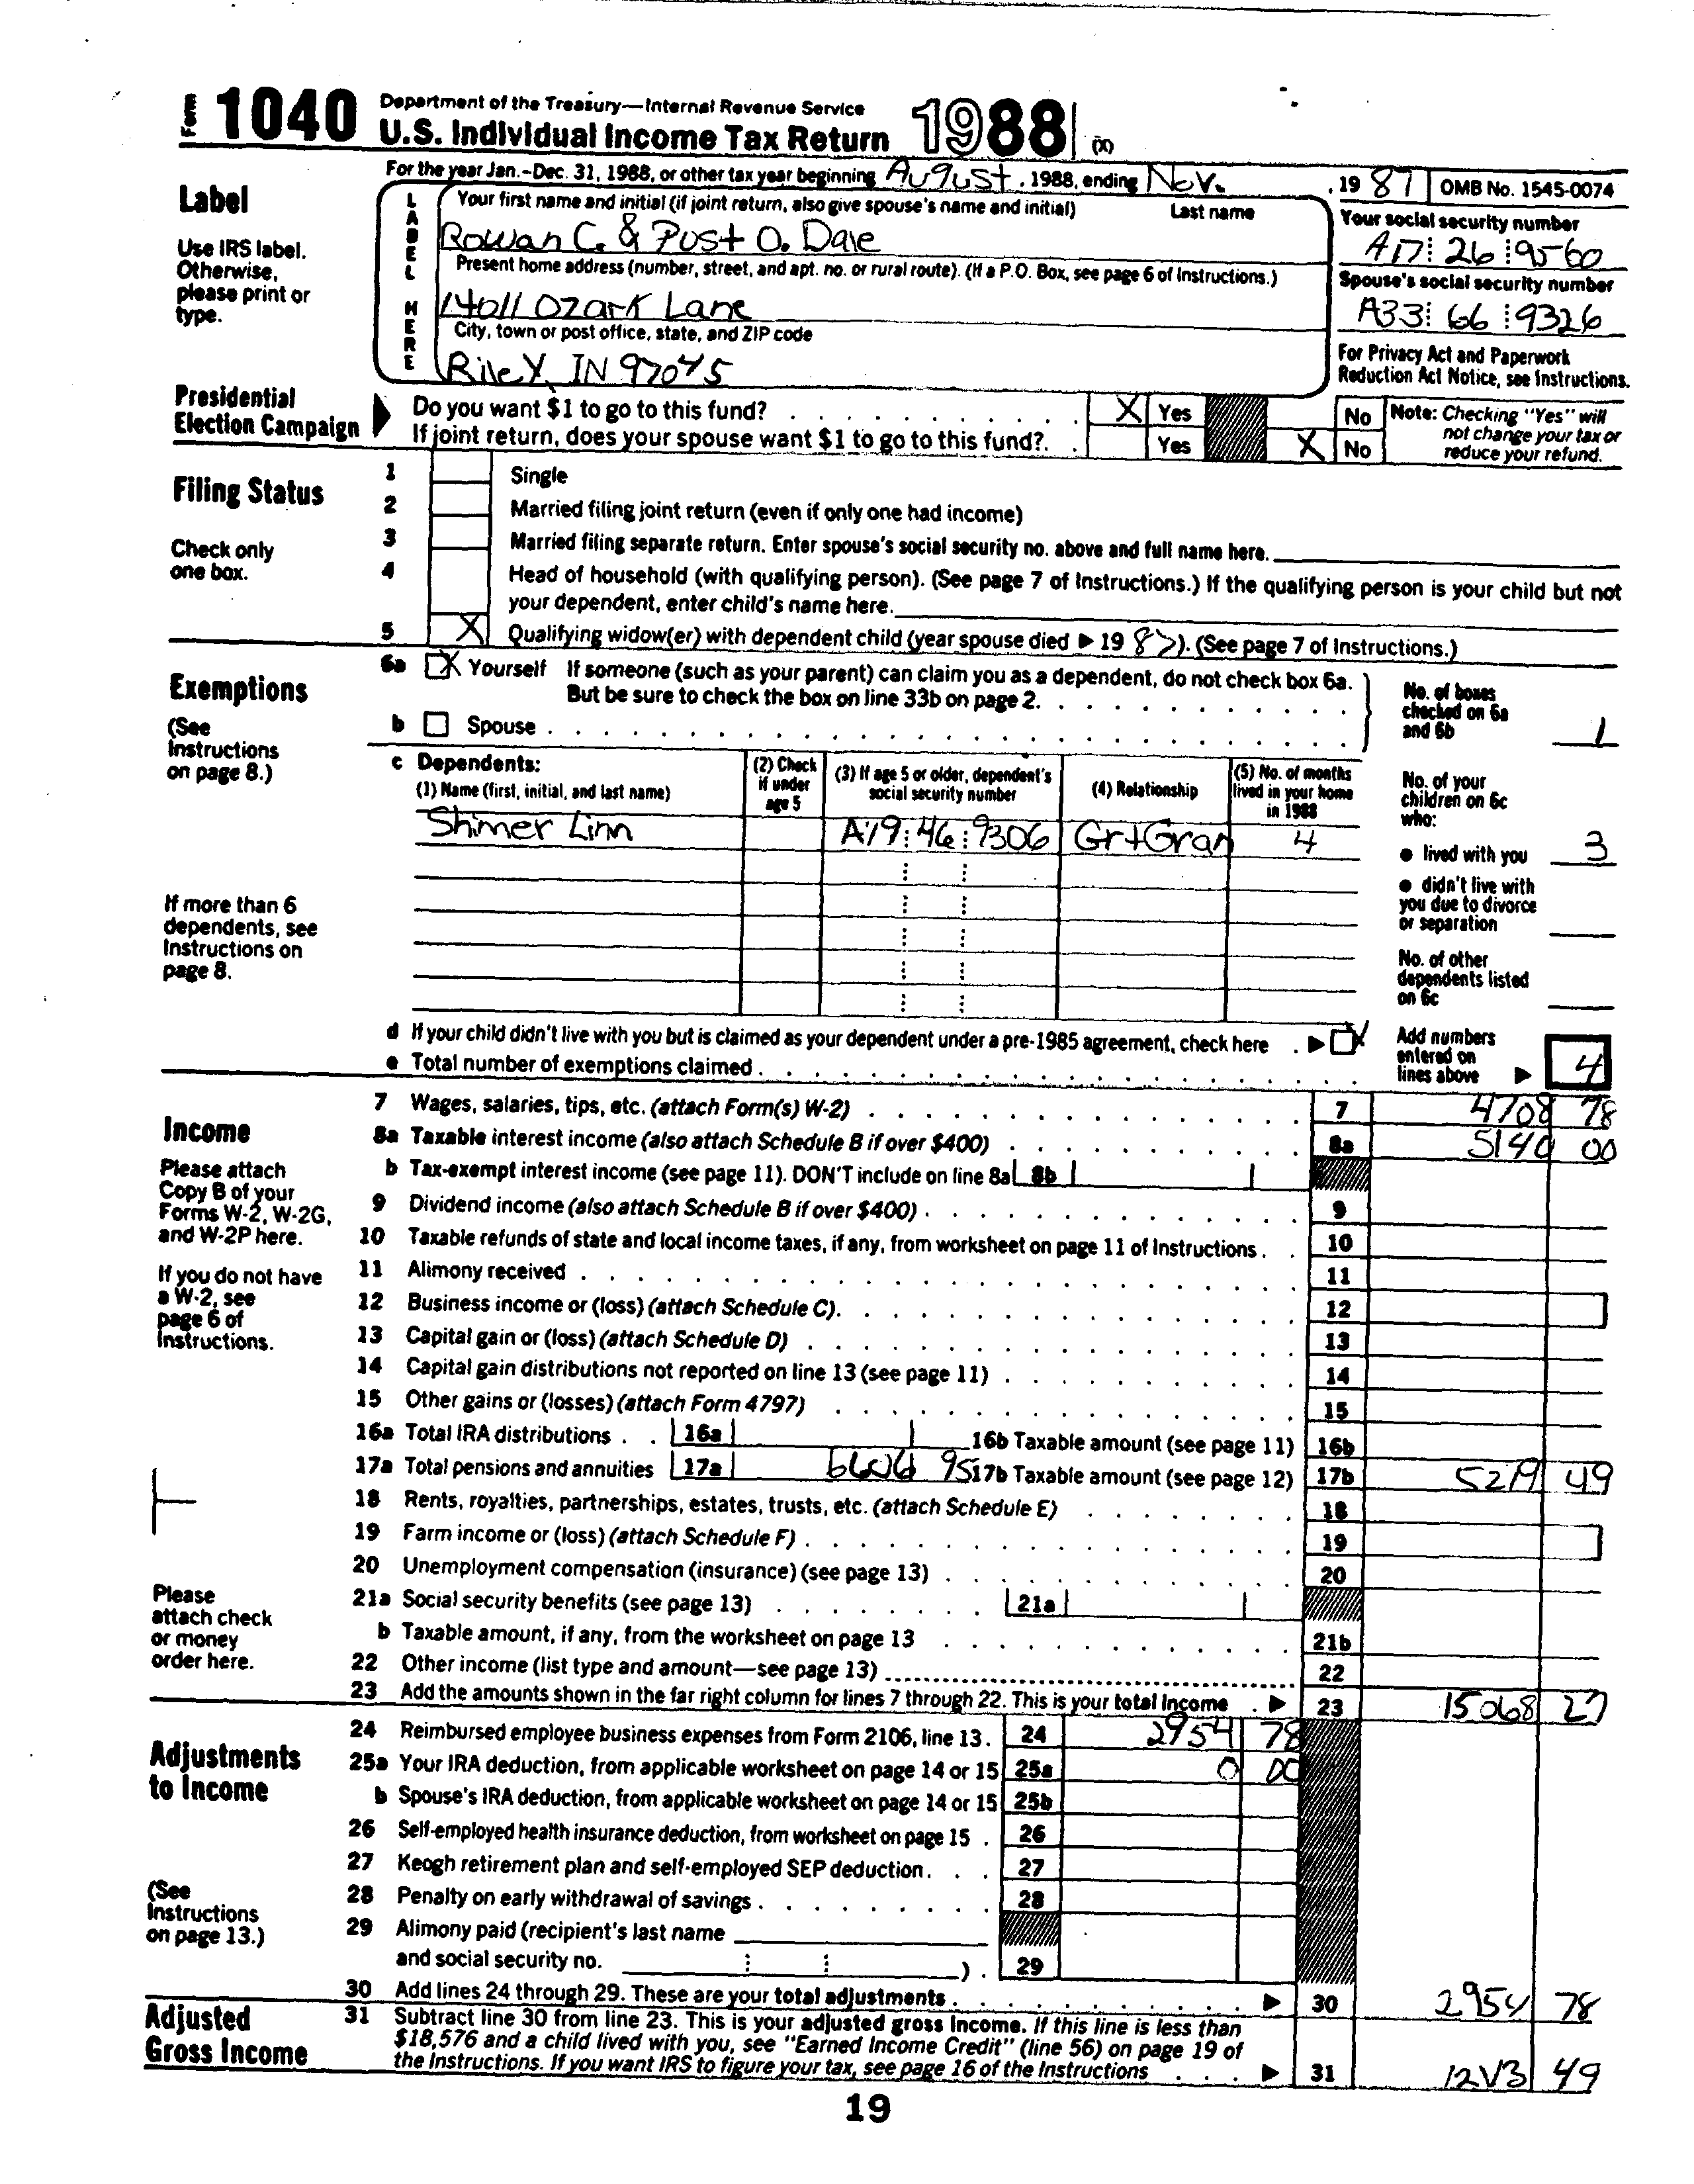 Form 1040 Department of the Treasury—Internal Revenue Service
U.S. Individual Income Tax Return 1988 (X)
For the year Jan.-Dec. 31, 1988, or other tax year beginning August , 1988, ending Nov. , 19 87 OMB No. 1545-0074
Label
Use IRS label.
Otherwise,
please print or
type.
LABEL HERE
Your first name and initial (if joint return, also give spouse's name and initial) Last name
Rowan C. & Post O. Dale
Your social security number
A17 26 9560
Present home address (number, street, and apt. no. or rural route). (If a P.O. Box, see page 6 of Instructions.)
14011 Ozark Lane
Spouse's social security number
A33 66 9326
City, town or post office, state, and ZIP code
Riley, IN 97045
For Privacy Act and Paperwork
Reduction Act Notice, see Instructions.
Presidential
Election Campaign
Do you want $1 to go to this fund? X Yes No
If joint return, does your spouse want $1 to go to this fund?. Yes X No
Note: Checking "Yes" will
not change your tax or
reduce your refund.
Filing Status
Check only
one box.
1 Single
2 Married filing joint return (even if only one had income)
3 Married filing separate return. Enter spouse's social security no. above and full name here.
4 Head of household (with qualifying person). (See page 7 of Instructions.) If the qualifying person is your child but not
your dependent, enter child's name here.
5 X Qualifying widow(er) with dependent child (year spouse died ▶ 19 87). (See page 7 of Instructions.)
Exemptions
(See
Instructions
on page 8.)
6a X Yourself If someone (such as your parent) can claim you as a dependent, do not check box 6a.
But be sure to check the box on line 33b on page 2.
b Spouse
No. of boxes
checked on 6a
and 6b 1
c Dependents:
(1) Name (first, initial, and last name)
(2) Check
if under
age 5
(3) If age 5 or older, dependent's
social security number
(4) Relationship
(5) No. of months
lived in your home
in 1988
Shimer Linn A19 46 9306 GrtGran 4
No. of your
children on 6c
who:
● lived with you 3
● didn't live with
you due to divorce
or separation
No. of other
dependents listed
on 6c
If more than 6
dependents, see
Instructions on
page 8.
d If your child didn't live with you but is claimed as your dependent under a pre-1985 agreement, check here ▶ X
e Total number of exemptions claimed
Add numbers
entered on
lines above ▶ 4
Income
Please attach
Copy B of your
Forms W-2, W-2G,
and W-2P here.
If you do not have
a W-2, see
page 6 of
Instructions.
Please
attach check
or money
order here.
7 Wages, salaries, tips, etc. (attach Form(s) W-2) 7 4708 78
8a Taxable interest income (also attach Schedule B if over $400) 8a 5140 00
b Tax-exempt interest income (see page 11). DON'T include on line 8a 8b
9 Dividend income (also attach Schedule B if over $400) 9
10 Taxable refunds of state and local income taxes, if any, from worksheet on page 11 of Instructions 10
11 Alimony received 11
12 Business income or (loss) (attach Schedule C). 12
13 Capital gain or (loss) (attach Schedule D) 13
14 Capital gain distributions not reported on line 13 (see page 11) 14
15 Other gains or (losses) (attach Form 4797) 15
16a Total IRA distributions 16a 16b Taxable amount (see page 11) 16b
17a Total pensions and annuities 17a 6606 95 17b Taxable amount (see page 12) 17b 5219 49
18 Rents, royalties, partnerships, estates, trusts, etc. (attach Schedule E) 18
19 Farm income or (loss) (attach Schedule F) 19
20 Unemployment compensation (insurance) (see page 13) 20
21a Social security benefits (see page 13) 21a
b Taxable amount, if any, from the worksheet on page 13 21b
22 Other income (list type and amount—see page 13) 22
23 Add the amounts shown in the far right column for lines 7 through 22. This is your total income ▶ 23 15068 27
Adjustments
to Income
(See
Instructions
on page 13.)
24 Reimbursed employee business expenses from Form 2106, line 13. 24 2954 78
25a Your IRA deduction, from applicable worksheet on page 14 or 15 25a 0 00
b Spouse's IRA deduction, from applicable worksheet on page 14 or 15 25b
26 Self-employed health insurance deduction, from worksheet on page 15 26
27 Keogh retirement plan and self-employed SEP deduction 27
28 Penalty on early withdrawal of savings 28
29 Alimony paid (recipient's last name
and social security no. ). 29
30 Add lines 24 through 29. These are your total adjustments ▶ 30 2954 78
Adjusted
Gross Income
31 Subtract line 30 from line 23. This is your adjusted gross income. If this line is less than
$18,576 and a child lived with you, see "Earned Income Credit" (line 56) on page 19 of
the Instructions. If you want IRS to figure your tax, see page 16 of the Instructions ▶ 31 49
19